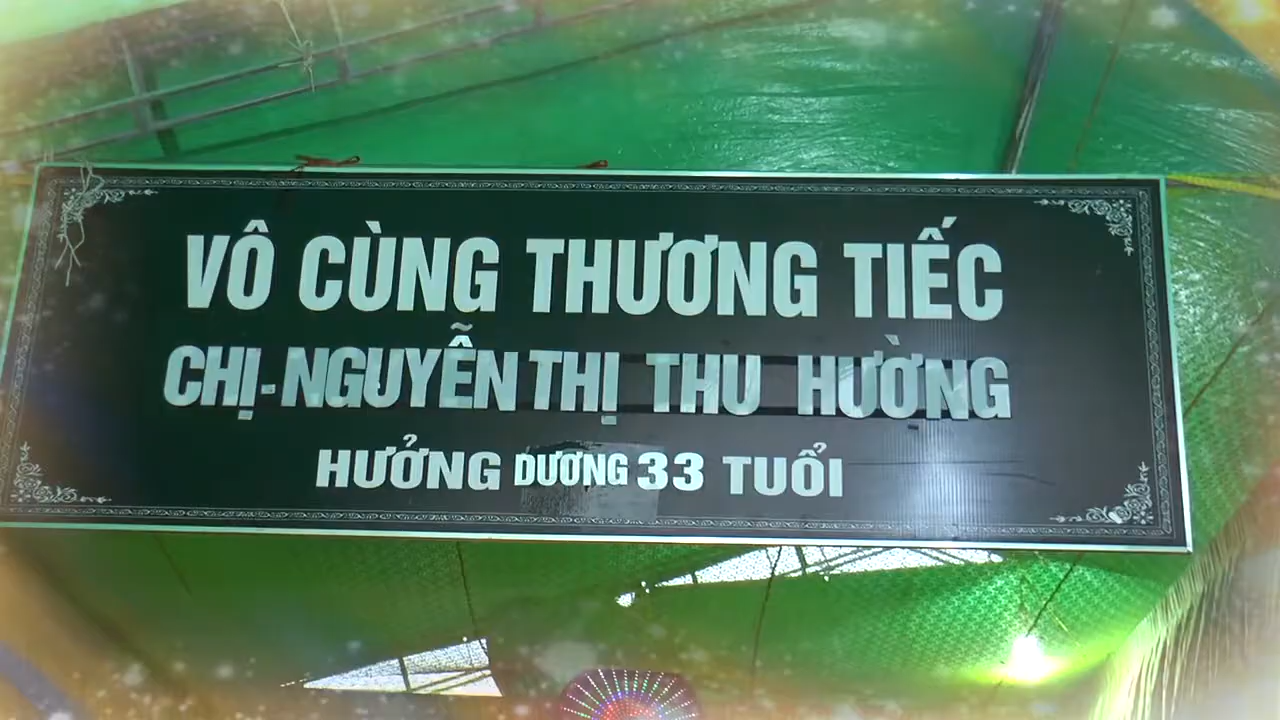 VÔ CÙNG THƯƠNG TIẾC
CHỊ-NGUYỄN THỊ THU HƯỜNG
HƯỞNG DƯƠNG 33 TUỔI